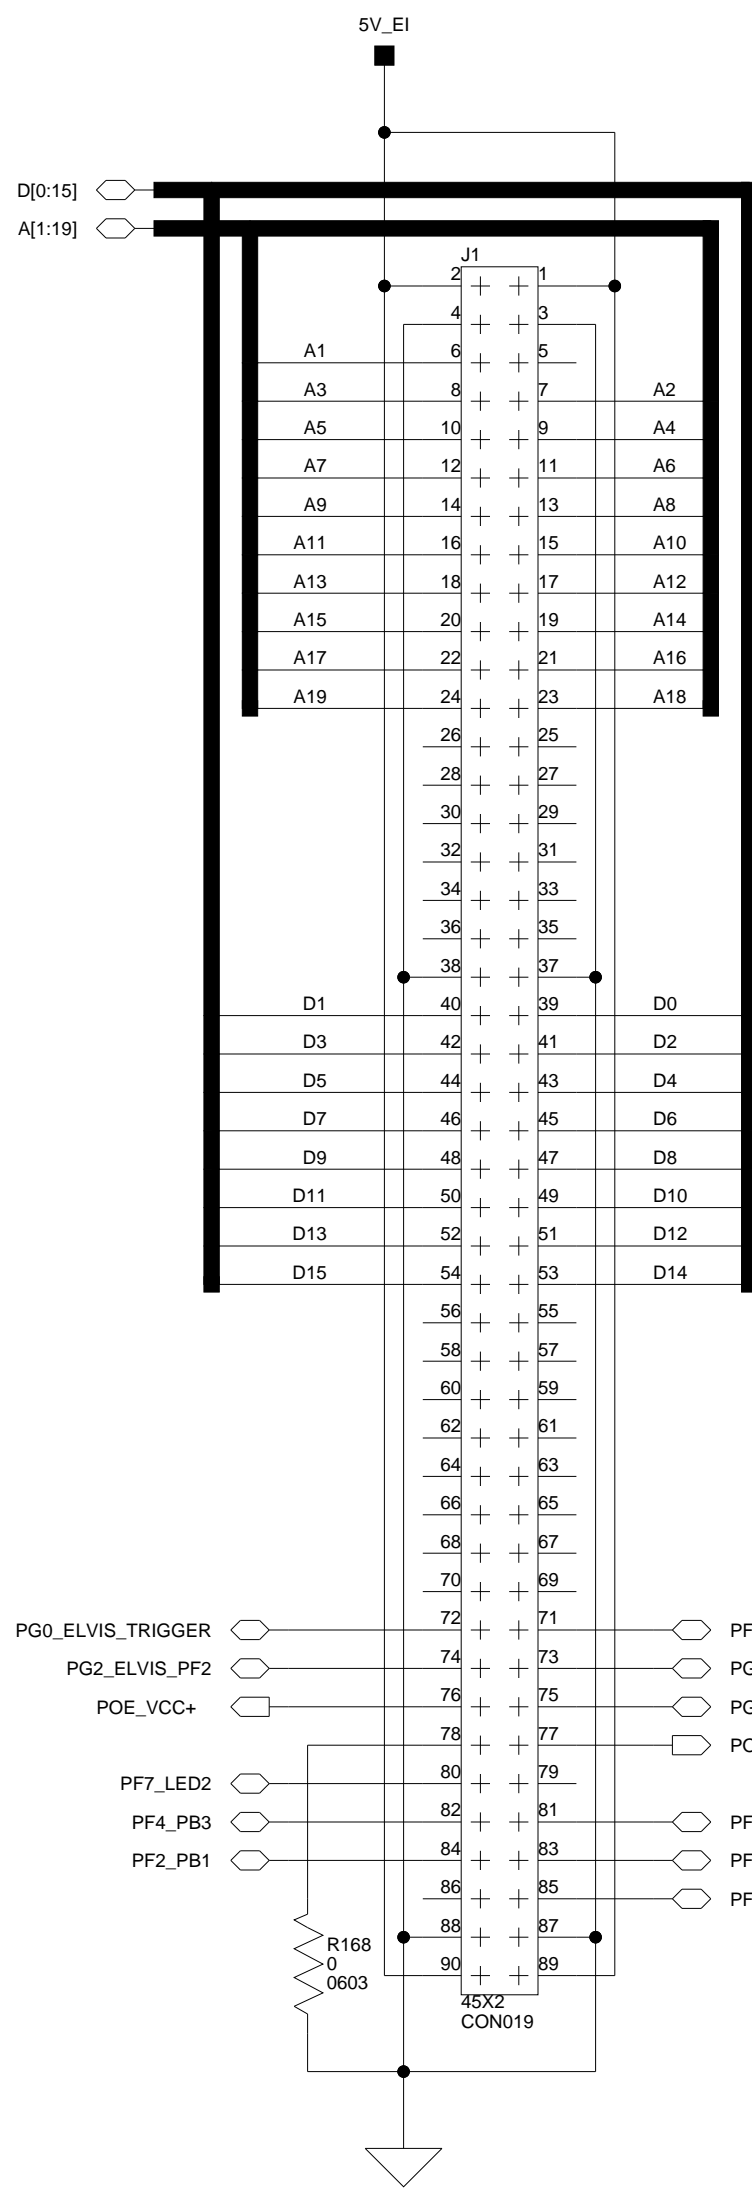 5V_EI
D[0:15]
A[1:19]
J1
2 1
4 3
A1 6 5
A3 8 7 A2
A5 10 9 A4
A7 12 11 A6
A9 14 13 A8
A11 16 15 A10
A13 18 17 A12
A15 20 19 A14
A17 22 21 A16
A19 24 23 A18
26 25
28 27
30 29
32 31
34 33
36 35
38 37
D1 40 39 D0
D3 42 41 D2
D5 44 43 D4
D7 46 45 D6
D9 48 47 D8
D11 50 49 D10
D13 52 51 D12
D15 54 53 D14
56 55
58 57
60 59
62 61
64 63
66 65
68 67
70 69
PG0_ELVIS_TRIGGER 72 71 PF
PG2_ELVIS_PF2 74 73 PG
POE_VCC+ 76 75 PG
78 77 PO
PF7_LED2 80 79
PF4_PB3 82 81 PF
PF2_PB1 84 83 PF
86 85 PF
88 87
R168
90 89
0
0603
45X2
CON019